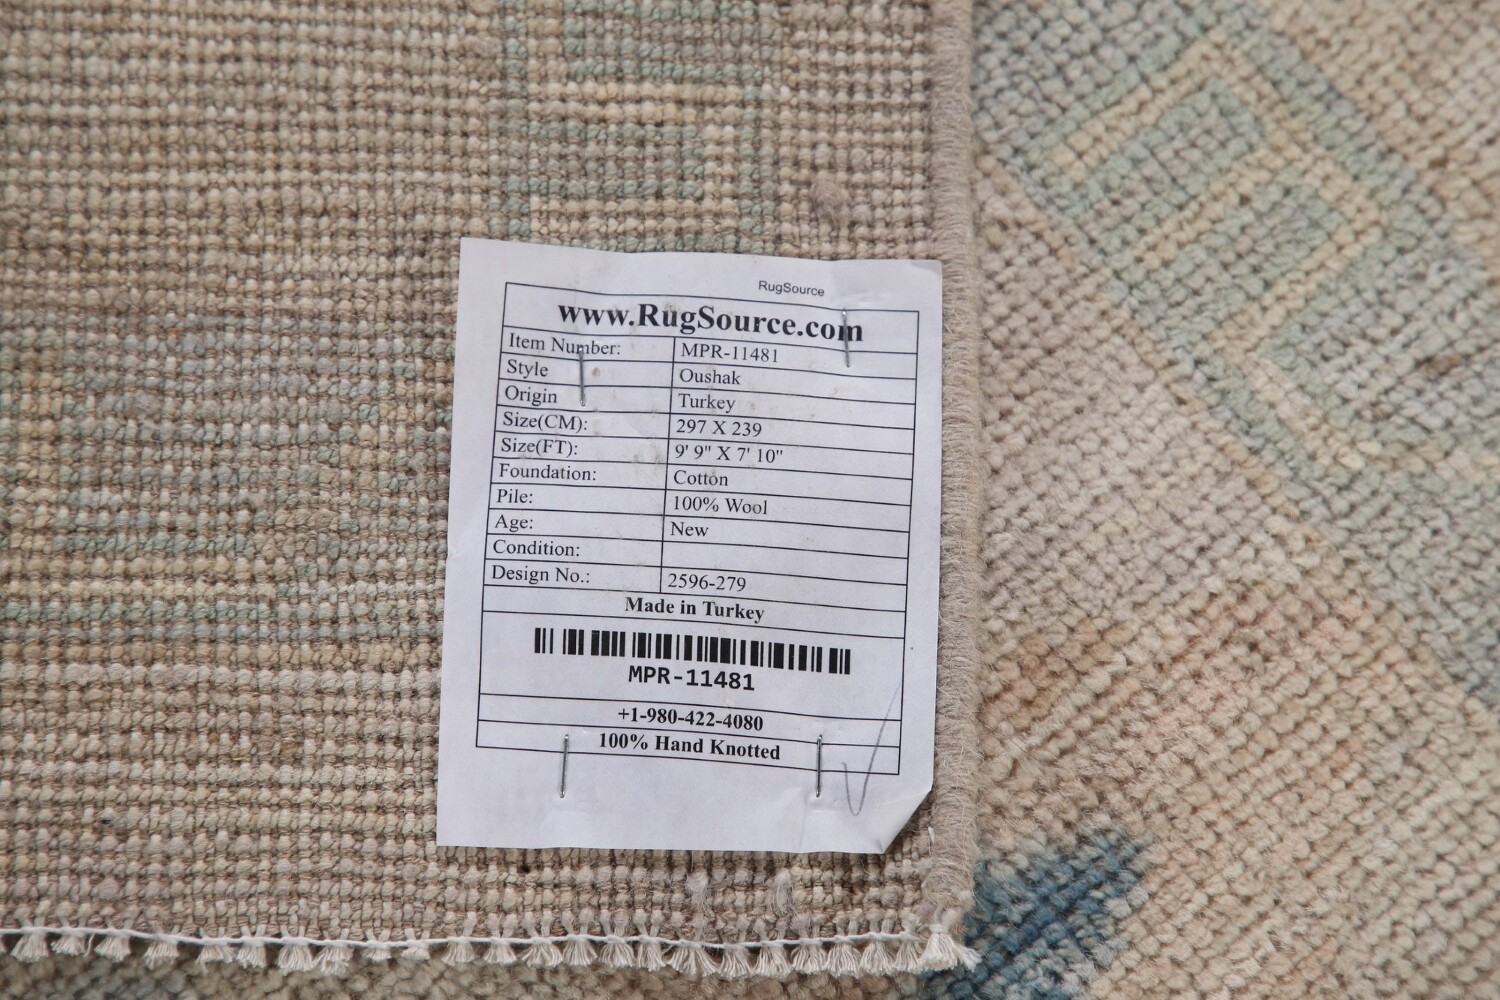 RugSource
www.RugSource.com
Item Number: MPR-11481
Style Oushak
Origin Turkey
Size(CM): 297 X 239
Size(FT): 9' 9" X 7' 10"
Foundation: Cotton
Pile: 100% Wool
Age: New
Condition:
Design No.: 2596-279
Made in Turkey
MPR-11481
+1-980-422-4080
100% Hand Knotted